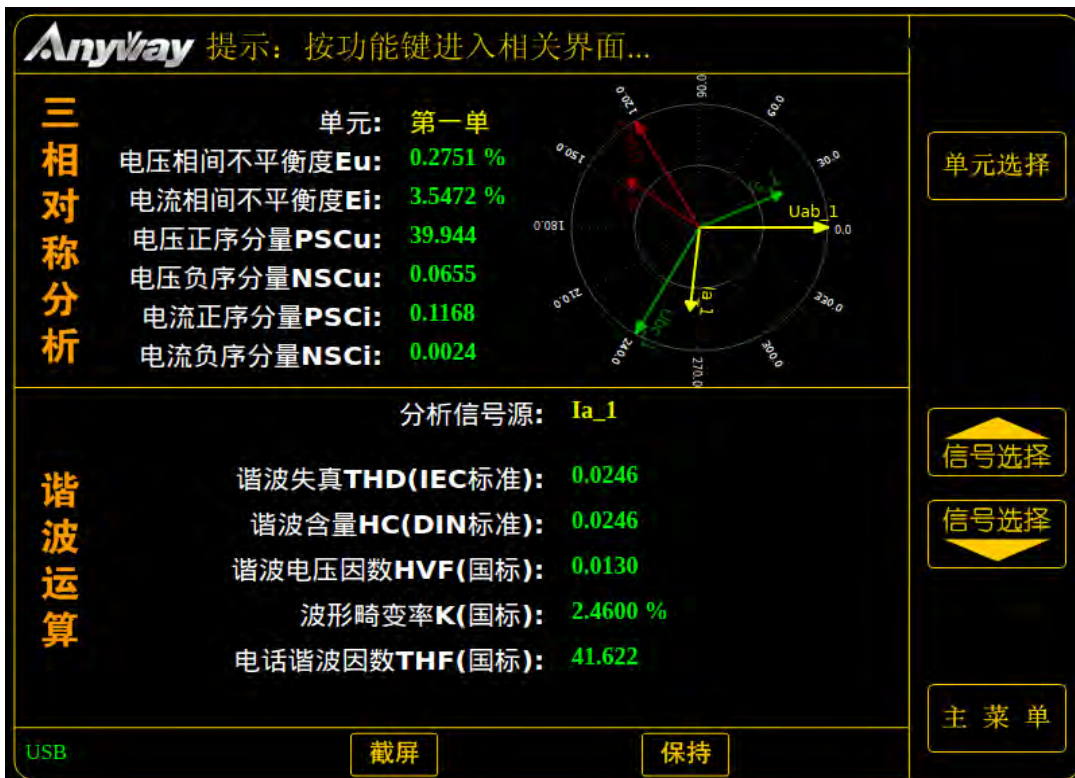 Anyway 提示：按功能键进入相关界面...
三相对称分析
单元: 第一单
电压相间不平衡度Eu: 0.2751 %
电流相间不平衡度Ei: 3.5472 %
电压正序分量PSCu: 39.944
电压负序分量NSCu: 0.0655
电流正序分量PSCi: 0.1168
电流负序分量NSCi: 0.0024
90.0
60.0
30.0
0.0
330.0
300.0
270.0
240.0
210.0
180.0
150.0
120.0
Uab_1
Ia_1
单元选择
谐波运算
分析信号源: Ia_1
谐波失真THD(IEC标准): 0.0246
谐波含量HC(DIN标准): 0.0246
谐波电压因数HVF(国标): 0.0130
波形畸变率K(国标): 2.4600 %
电话谐波因数THF(国标): 41.622
信号选择
信号选择
主 菜 单
USB
截屏
保持